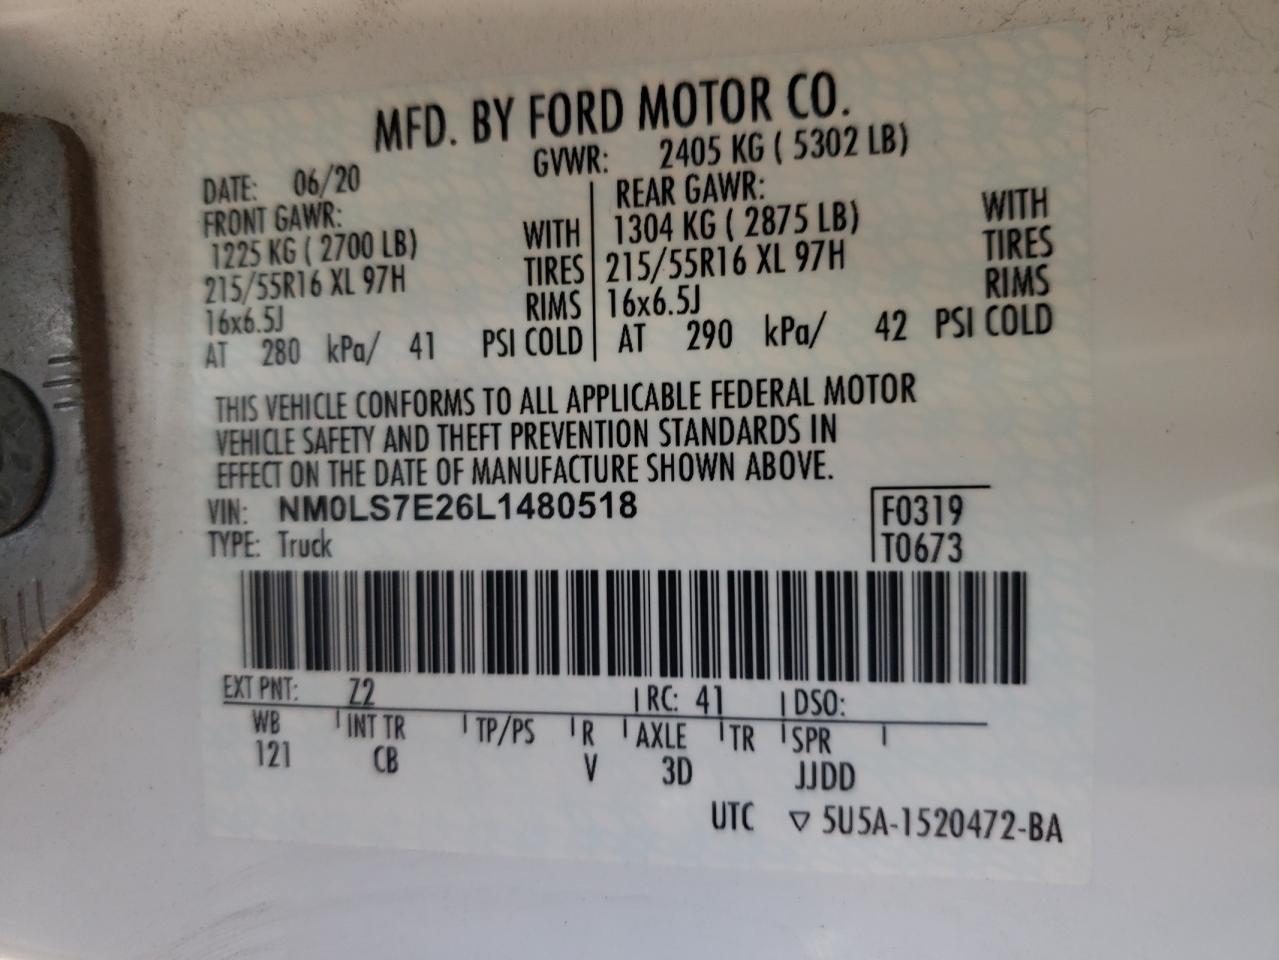 MFD. BY FORD MOTOR CO.
DATE: 06/20 GVWR: 2405 KG ( 5302 LB)
FRONT GAWR:
1225 KG ( 2700 LB) WITH
215/55R16 XL 97H TIRES
16x6.5J RIMS
AT 280 kPa/ 41 PSI COLD
REAR GAWR:
1304 KG ( 2875 LB) WITH
215/55R16 XL 97H TIRES
16x6.5J RIMS
AT 290 kPa/ 42 PSI COLD
THIS VEHICLE CONFORMS TO ALL APPLICABLE FEDERAL MOTOR
VEHICLE SAFETY AND THEFT PREVENTION STANDARDS IN
EFFECT ON THE DATE OF MANUFACTURE SHOWN ABOVE.
VIN: NM0LS7E26L1480518 F0319
TYPE: Truck T0673
EXT PNT: Z2 RC: 41 DSO:
WB INT TR TP/PS R AXLE TR SPR
121 CB V 3D JJDD
UTC ▽ 5U5A-1520472-BA